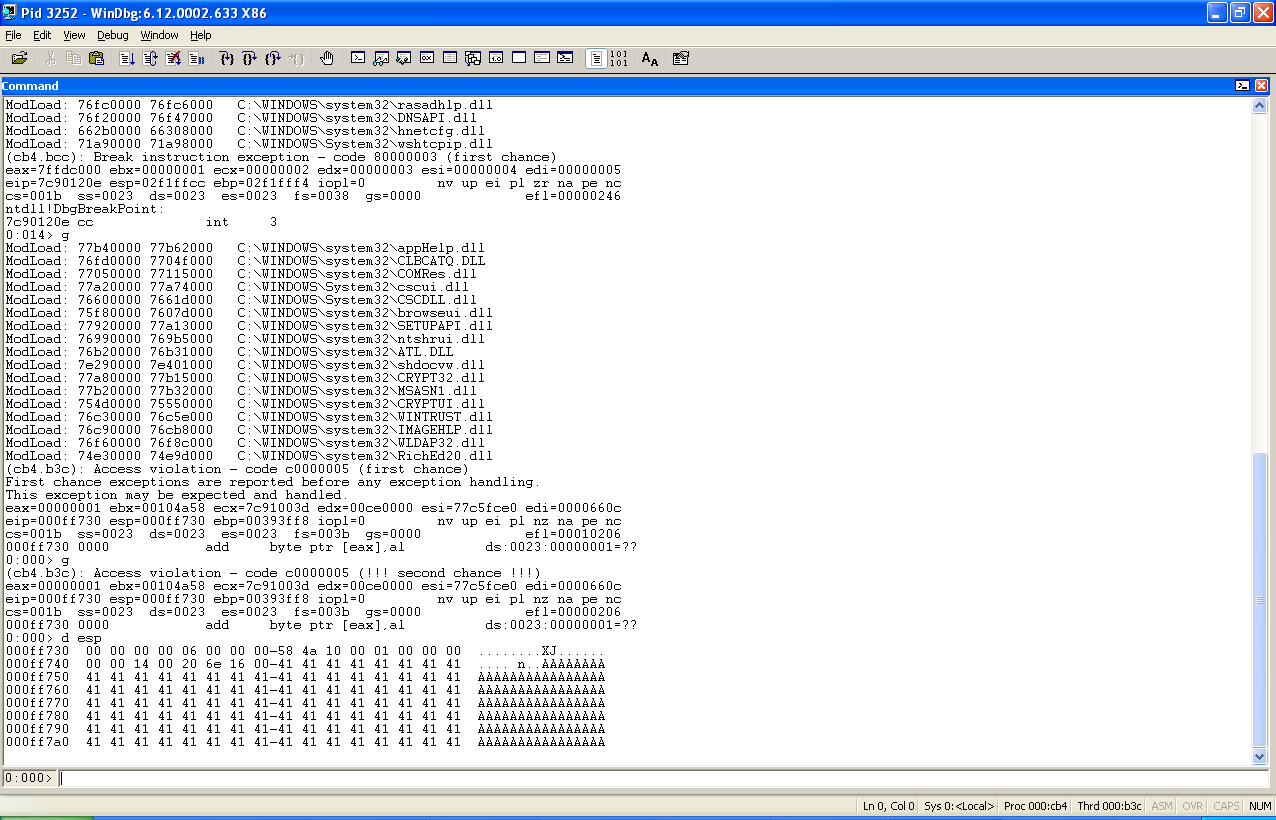 Pid 3252 - WinDbg:6.12.0002.633 X86
File Edit View Debug Window Help
Command
ModLoad: 76fc0000 76fc6000   C:\WINDOWS\system32\rasadhlp.dll
ModLoad: 76f20000 76f47000   C:\WINDOWS\system32\DNSAPI.dll
ModLoad: 662b0000 66308000   C:\WINDOWS\system32\hnetcfg.dll
ModLoad: 71a90000 71a98000   C:\WINDOWS\system32\wshtcpip.dll
(cb4.bcc): Break instruction exception - code 80000003 (first chance)
eax=7ffdc000 ebx=00000001 ecx=00000002 edx=00000003 esi=00000004 edi=00000005
eip=7c90120e esp=02f1ffcc ebp=02f1fff4 iopl=0         nv up ei pl zr na pe nc
cs=001b  ss=0023  ds=0023  es=0023  fs=0038  gs=0000             efl=00000246
ntdll!DbgBreakPoint:
7c90120e cc              int     3
0:014> g
ModLoad: 77b40000 77b62000   C:\WINDOWS\system32\appHelp.dll
ModLoad: 76fd0000 7704f000   C:\WINDOWS\system32\CLBCATQ.DLL
ModLoad: 77050000 77115000   C:\WINDOWS\system32\COMRes.dll
ModLoad: 77a20000 77a74000   C:\WINDOWS\system32\cscui.dll
ModLoad: 76600000 7661d000   C:\WINDOWS\system32\CSCDLL.dll
ModLoad: 75f80000 7607d000   C:\WINDOWS\system32\browseui.dll
ModLoad: 77920000 77a13000   C:\WINDOWS\system32\SETUPAPI.dll
ModLoad: 76990000 769b5000   C:\WINDOWS\system32\ntshrui.dll
ModLoad: 76b20000 76b31000   C:\WINDOWS\system32\ATL.DLL
ModLoad: 7e290000 7e401000   C:\WINDOWS\system32\shdocvw.dll
ModLoad: 77a80000 77b15000   C:\WINDOWS\system32\CRYPT32.dll
ModLoad: 77b20000 77b32000   C:\WINDOWS\system32\MSASN1.dll
ModLoad: 754d0000 75550000   C:\WINDOWS\system32\CRYPTUI.dll
ModLoad: 76c30000 76c5e000   C:\WINDOWS\system32\WINTRUST.dll
ModLoad: 76c90000 76cb8000   C:\WINDOWS\system32\IMAGEHLP.dll
ModLoad: 76f60000 76f8c000   C:\WINDOWS\system32\WLDAP32.dll
ModLoad: 74e30000 74e9d000   C:\WINDOWS\system32\RichEd20.dll
(cb4.b3c): Access violation - code c0000005 (first chance)
First chance exceptions are reported before any exception handling.
This exception may be expected and handled.
eax=00000001 ebx=00104a58 ecx=7c91003d edx=00ce0000 esi=77c5fce0 edi=0000660c
eip=000ff730 esp=000ff730 ebp=00393ff8 iopl=0         nv up ei pl nz na pe nc
cs=001b  ss=0023  ds=0023  es=0023  fs=003b  gs=0000             efl=00010206
000ff730 0000            add     byte ptr [eax],al          ds:0023:00000001=??
0:000> g
(cb4.b3c): Access violation - code c0000005 (!!! second chance !!!)
eax=00000001 ebx=00104a58 ecx=7c91003d edx=00ce0000 esi=77c5fce0 edi=0000660c
eip=000ff730 esp=000ff730 ebp=00393ff8 iopl=0         nv up ei pl nz na pe nc
cs=001b  ss=0023  ds=0023  es=0023  fs=003b  gs=0000             efl=00000206
000ff730 0000            add     byte ptr [eax],al          ds:0023:00000001=??
0:000> d esp
000ff730  00 00 00 00 06 00 00 00-58 4a 10 00 01 00 00 00  ........XJ......
000ff740  00 00 14 00 20 6e 16 00-41 41 41 41 41 41 41 41  .... n..AAAAAAAA
000ff750  41 41 41 41 41 41 41 41-41 41 41 41 41 41 41 41  AAAAAAAAAAAAAAAA
000ff760  41 41 41 41 41 41 41 41-41 41 41 41 41 41 41 41  AAAAAAAAAAAAAAAA
000ff770  41 41 41 41 41 41 41 41-41 41 41 41 41 41 41 41  AAAAAAAAAAAAAAAA
000ff780  41 41 41 41 41 41 41 41-41 41 41 41 41 41 41 41  AAAAAAAAAAAAAAAA
000ff790  41 41 41 41 41 41 41 41-41 41 41 41 41 41 41 41  AAAAAAAAAAAAAAAA
000ff7a0  41 41 41 41 41 41 41 41-41 41 41 41 41 41 41 41  AAAAAAAAAAAAAAAA
0:000>
Ln 0, Col 0 Sys 0:<Local> Proc 000:cb4 Thrd 000:b3c ASM OVR CAPS NUM